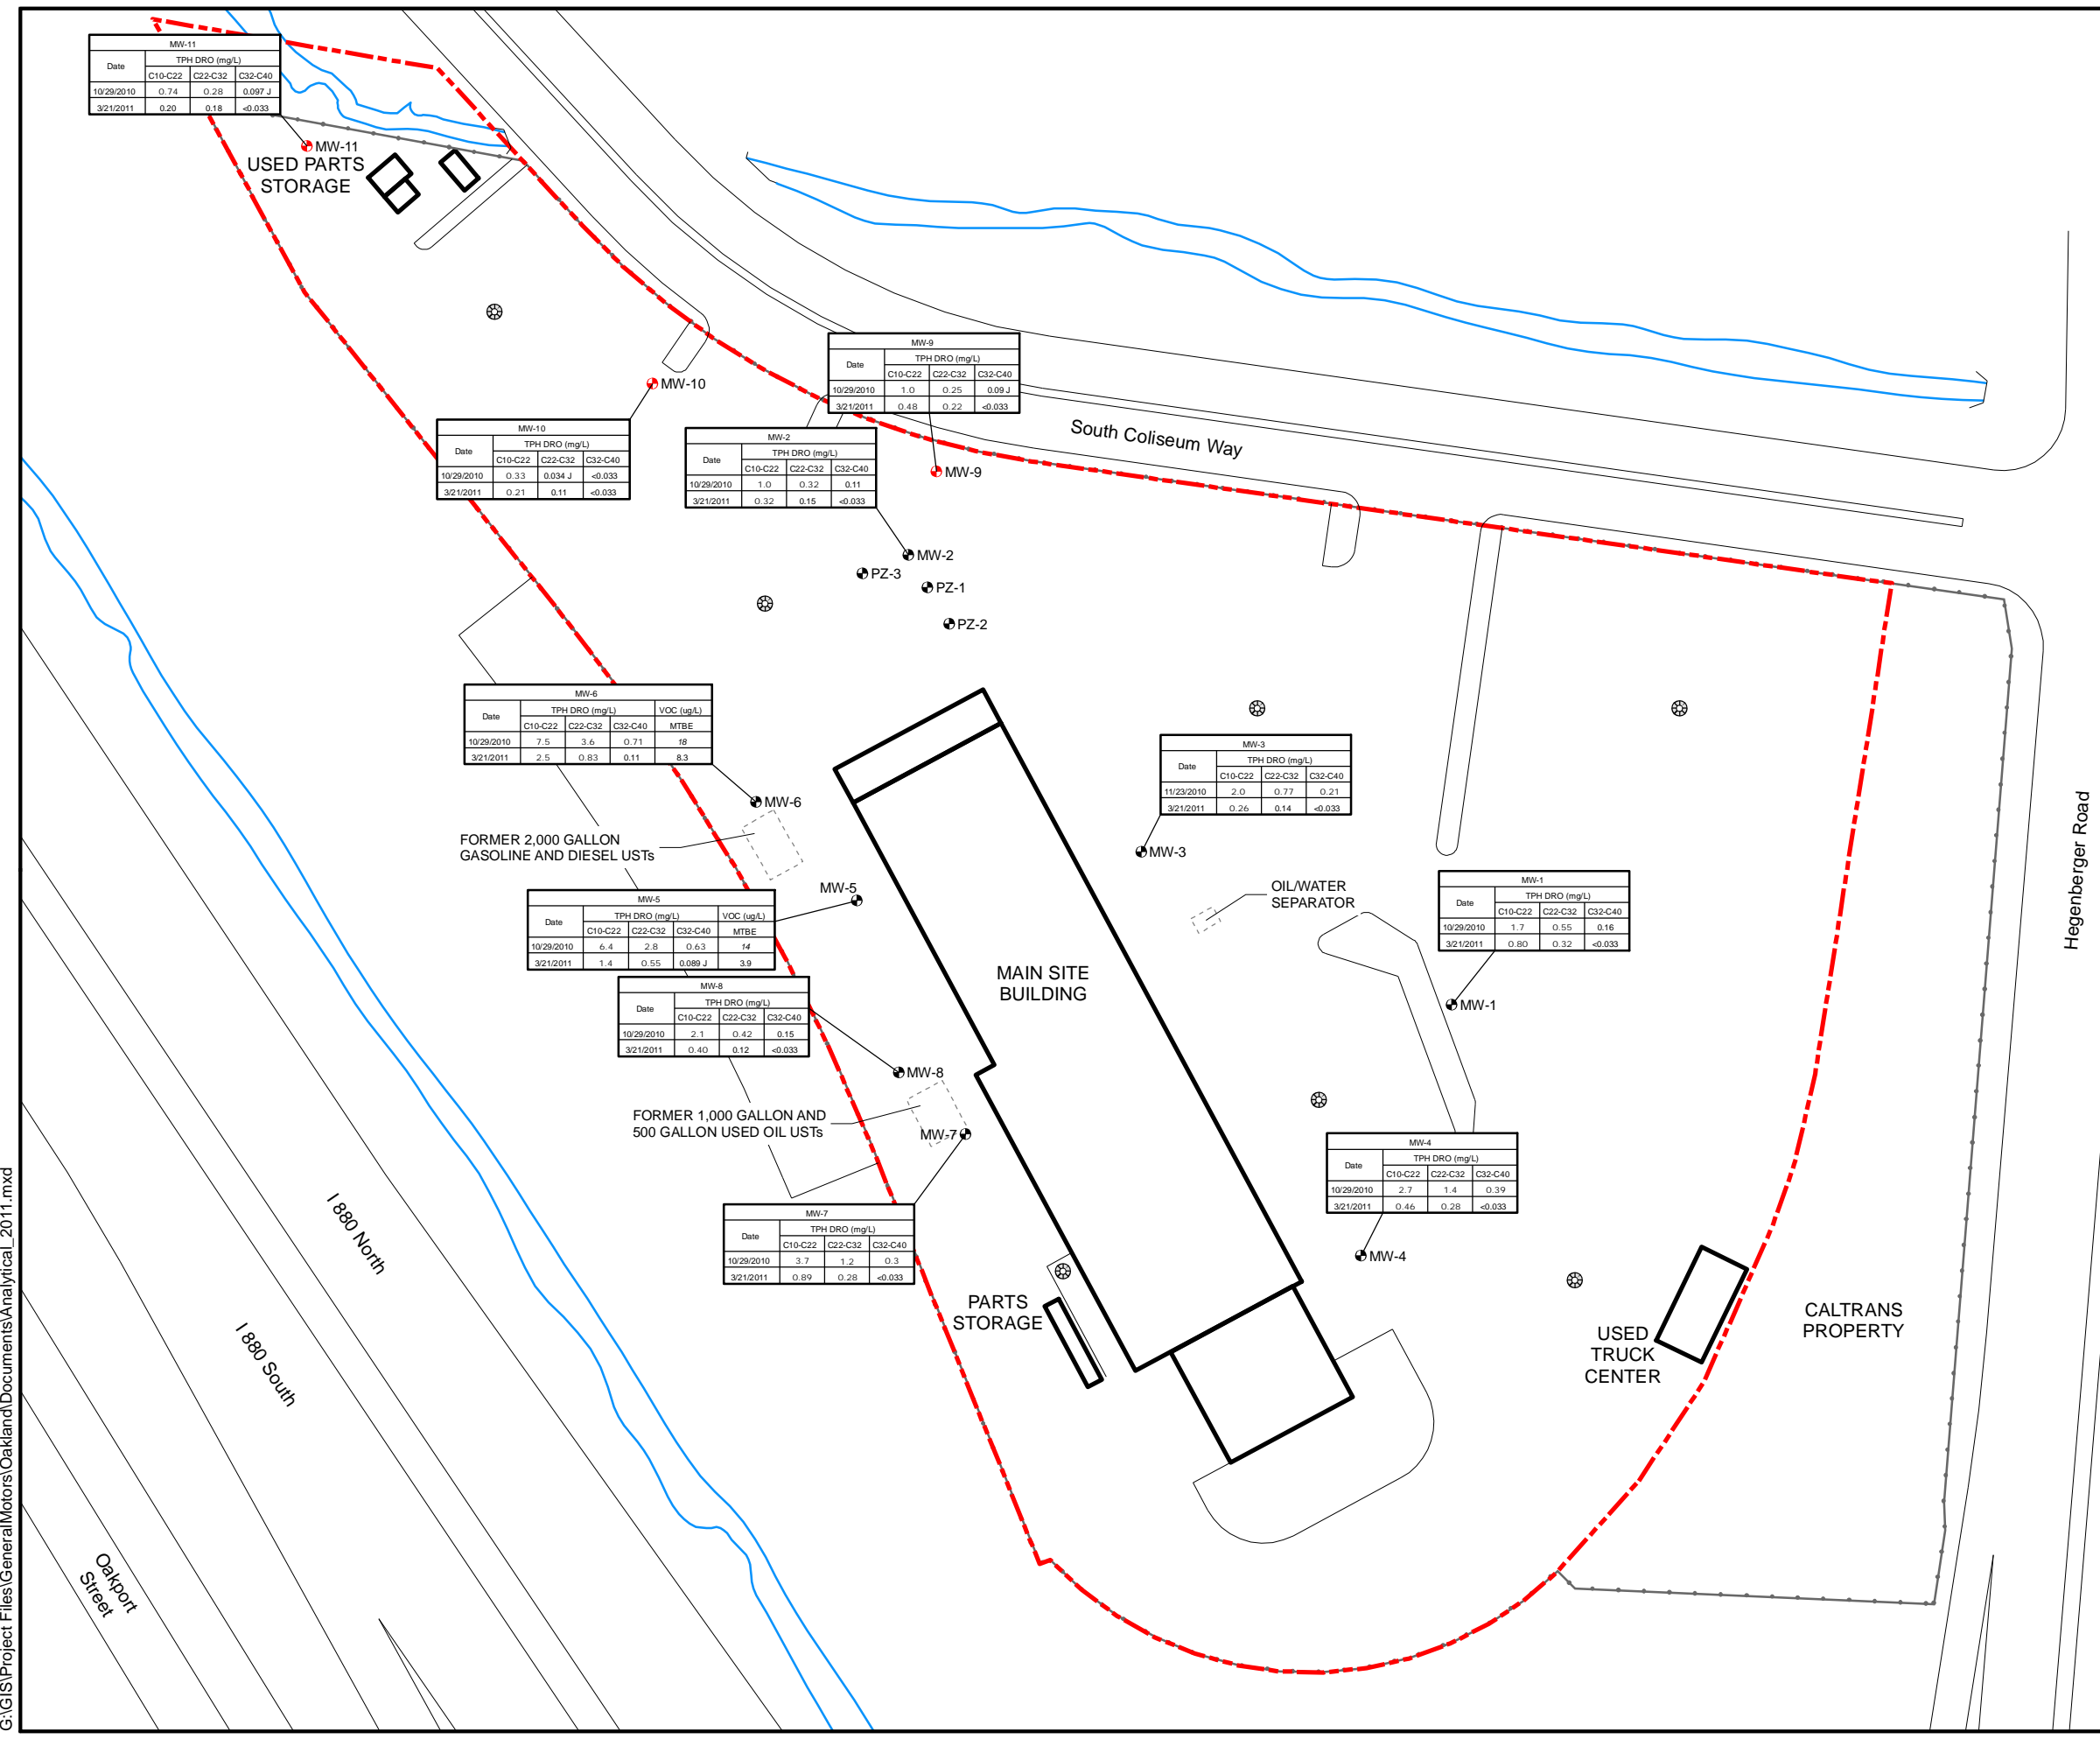 MW-11
Date TPH DRO (mg/L)
C10-C22 C22-C32 C32-C40
10/29/2010 0.74 0.28 0.097 J
3/21/2011 0.20 0.18 <0.033
MW-11
USED PARTS
STORAGE
MW-9
Date TPH DRO (mg/L)
C10-C22 C22-C32 C32-C40
10/29/2010 1.0 0.25 0.09 J
3/21/2011 0.48 0.22 <0.033
MW-10
MW-10
Date TPH DRO (mg/L)
C10-C22 C22-C32 C32-C40
10/29/2010 0.33 0.034 J <0.033
3/21/2011 0.21 0.11 <0.033
MW-2
Date TPH DRO (mg/L)
C10-C22 C22-C32 C32-C40
10/29/2010 1.0 0.32 0.11
3/21/2011 0.32 0.15 <0.033
South Coliseum Way
MW-9
MW-2
PZ-3
PZ-1
PZ-2
MW-6
Date TPH DRO (mg/L) VOC (ug/L)
C10-C22 C22-C32 C32-C40 MTBE
10/29/2010 7.5 3.6 0.71 18
3/21/2011 2.5 0.83 0.11 8.3
MW-6
MW-3
Date TPH DRO (mg/L)
C10-C22 C22-C32 C32-C40
11/23/2010 2.0 0.77 0.21
3/21/2011 0.26 0.14 <0.033
MW-3
FORMER 2,000 GALLON
GASOLINE AND DIESEL USTs
MW-5
MW-5
Date TPH DRO (mg/L) VOC (ug/L)
C10-C22 C22-C32 C32-C40 MTBE
10/29/2010 6.4 2.8 0.63 14
3/21/2011 1.4 0.55 0.089 J 3.9
OIL/WATER
SEPARATOR
MW-1
Date TPH DRO (mg/L)
C10-C22 C22-C32 C32-C40
10/29/2010 1.7 0.55 0.16
3/21/2011 0.80 0.32 <0.033
MW-1
Hegenberger Road
MAIN SITE
BUILDING
MW-8
Date TPH DRO (mg/L)
C10-C22 C22-C32 C32-C40
10/29/2010 2.1 0.42 0.15
3/21/2011 0.40 0.12 <0.033
MW-8
FORMER 1,000 GALLON AND
500 GALLON USED OIL USTs
MW-7
MW-4
Date TPH DRO (mg/L)
C10-C22 C22-C32 C32-C40
10/29/2010 2.7 1.4 0.39
3/21/2011 0.46 0.28 <0.033
MW-4
MW-7
Date TPH DRO (mg/L)
C10-C22 C22-C32 C32-C40
10/29/2010 3.7 1.2 0.3
3/21/2011 0.89 0.28 <0.033
PARTS
STORAGE
USED
TRUCK
CENTER
CALTRANS
PROPERTY
I 880 North
I 880 South
Oakport
Street
G:\GIS\Project Files\GeneralMotors\Oakland\Documents\Analytical_2011.mxd